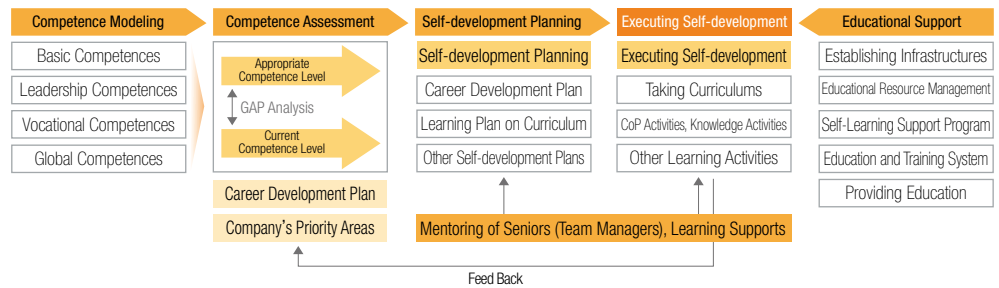 Competence Modeling
Basic Competences
Leadership Competences
Vocational Competences
Global Competences
Competence Assessment
Appropriate
Competence Level
GAP Analysis
Current
Competence Level
Career Development Plan
Company's Priority Areas
Self-development Planning
Self-development Planning
Career Development Plan
Learning Plan on Curriculum
Other Self-development Plans
Executing Self-development
Executing Self-development
Taking Curriculums
CoP Activities, Knowledge Activities
Other Learning Activities
Mentoring of Seniors (Team Managers), Learning Supports
Feed Back
Educational Support
Establishing Infrastructures
Educational Resource Management
Self-Learning Support Program
Education and Training System
Providing Education